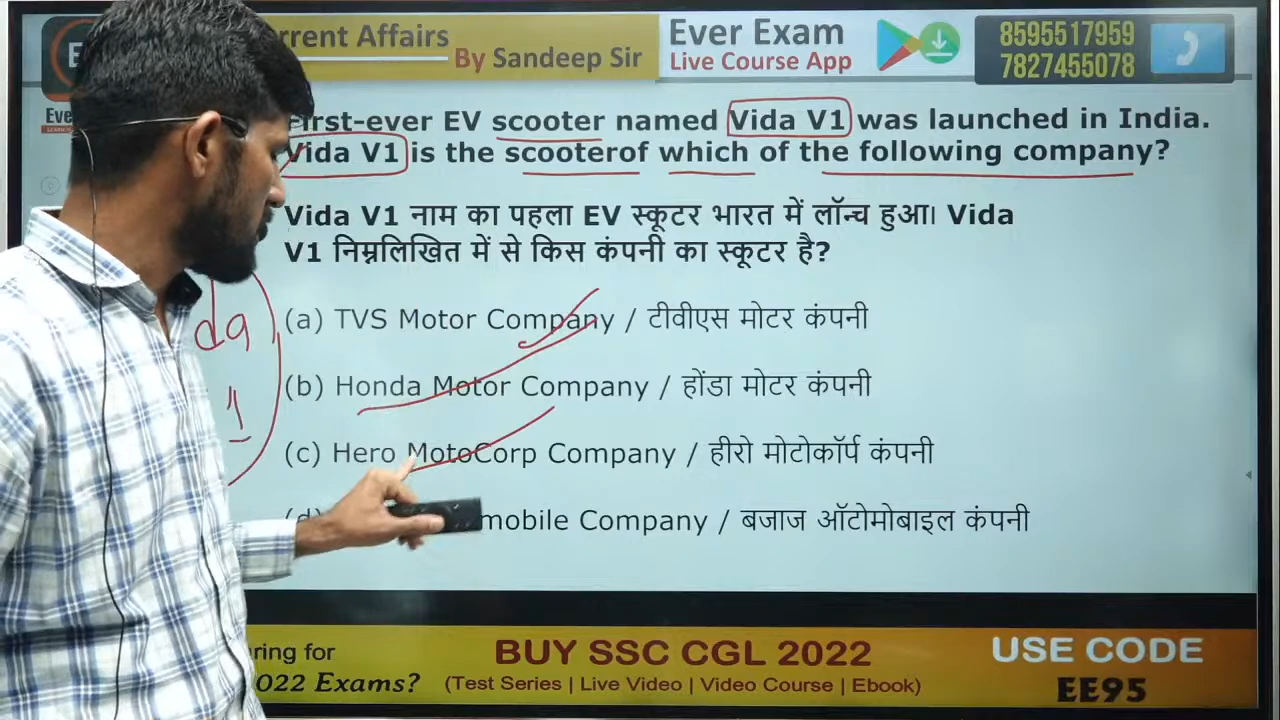 rrent Affairs
By Sandeep Sir
Ever Exam
Live Course App
8595517959
7827455078
Ever
First-ever EV scooter named Vida V1 was launched in India.
Vida V1 is the scooterof which of the following company?
Vida V1 नाम का पहला EV स्कूटर भारत में लॉन्च हुआ। Vida
V1 निम्नलिखित में से किस कंपनी का स्कूटर है?
da
1
(a) TVS Motor Company / टीवीएस मोटर कंपनी
(b) Honda Motor Company / होंडा मोटर कंपनी
(c) Hero MotoCorp Company / हीरो मोटोकॉर्प कंपनी
(d) mobile Company / बजाज ऑटोमोबाइल कंपनी
ring for
022 Exams?
BUY SSC CGL 2022
(Test Series | Live Video | Video Course | Ebook)
USE CODE
EE95